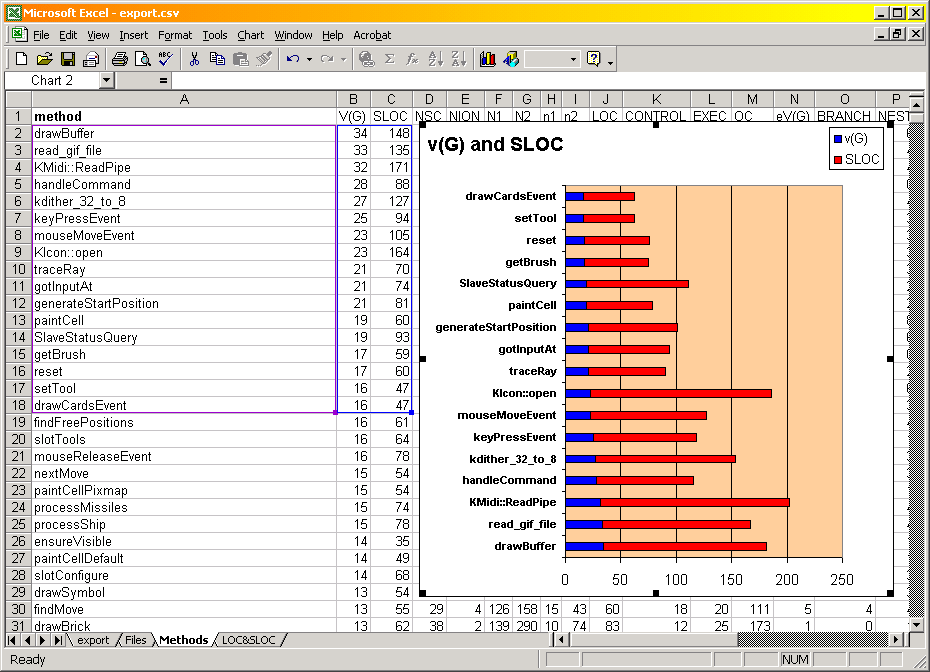 Microsoft Excel - export.csv
File Edit View Insert Format Tools Chart Window Help Acrobat
Chart 2 =
A B C D E F G H I J K L M N O P
1 method V(G) SLOC NSC NION N1 N2 n1 n2 LOC CONTROL EXEC OC eV(G) BRANCH NEST
2 drawBuffer 34 148
3 read_gif_file 33 135
4 KMidi::ReadPipe 32 171
5 handleCommand 28 88
6 kdither_32_to_8 27 127
7 keyPressEvent 25 94
8 mouseMoveEvent 23 105
9 KIcon::open 23 164
10 traceRay 21 70
11 gotInputAt 21 74
12 generateStartPosition 21 81
13 paintCell 19 60
14 SlaveStatusQuery 19 93
15 getBrush 17 59
16 reset 17 60
17 setTool 16 47
18 drawCardsEvent 16 47
19 findFreePositions 16 61
20 slotTools 16 64
21 mouseReleaseEvent 16 78
22 nextMove 15 54
23 paintCellPixmap 15 54
24 processMissiles 15 74
25 processShip 15 78
26 ensureVisible 14 35
27 paintCellDefault 14 49
28 slotConfigure 14 68
29 drawSymbol 13 54
30 findMove 13 55 29 4 126 158 15 43 60 18 20 111 5 4
31 drawBrick 13 62 38 2 139 290 10 74 83 12 25 173 1 0
v(G) and SLOC
v(G)
SLOC
drawCardsEvent
setTool
reset
getBrush
SlaveStatusQuery
paintCell
generateStartPosition
gotInputAt
traceRay
KIcon::open
mouseMoveEvent
keyPressEvent
kdither_32_to_8
handleCommand
KMidi::ReadPipe
read_gif_file
drawBuffer
0 50 100 150 200 250
export Files Methods LOC&SLOC
Ready NUM